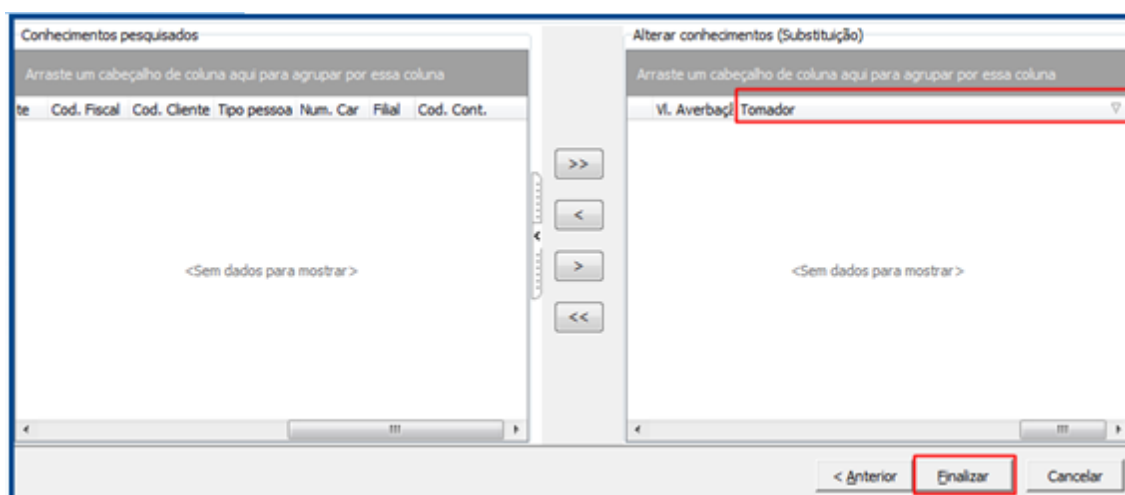 Conhecimentos pesquisados
Arraste um cabeçalho de coluna aqui para agrupar por essa coluna
te Cod. Fiscal Cod. Cliente Tipo pessoa Num. Car Filial Cod. Cont.
<Sem dados para mostrar>
>>
<
>
<<
Alterar conhecimentos (Substituição)
Arraste um cabeçalho de coluna aqui para agrupar por essa coluna
Vl. Averbaç Tomador
<Sem dados para mostrar>
< Anterior Finalizar Cancelar